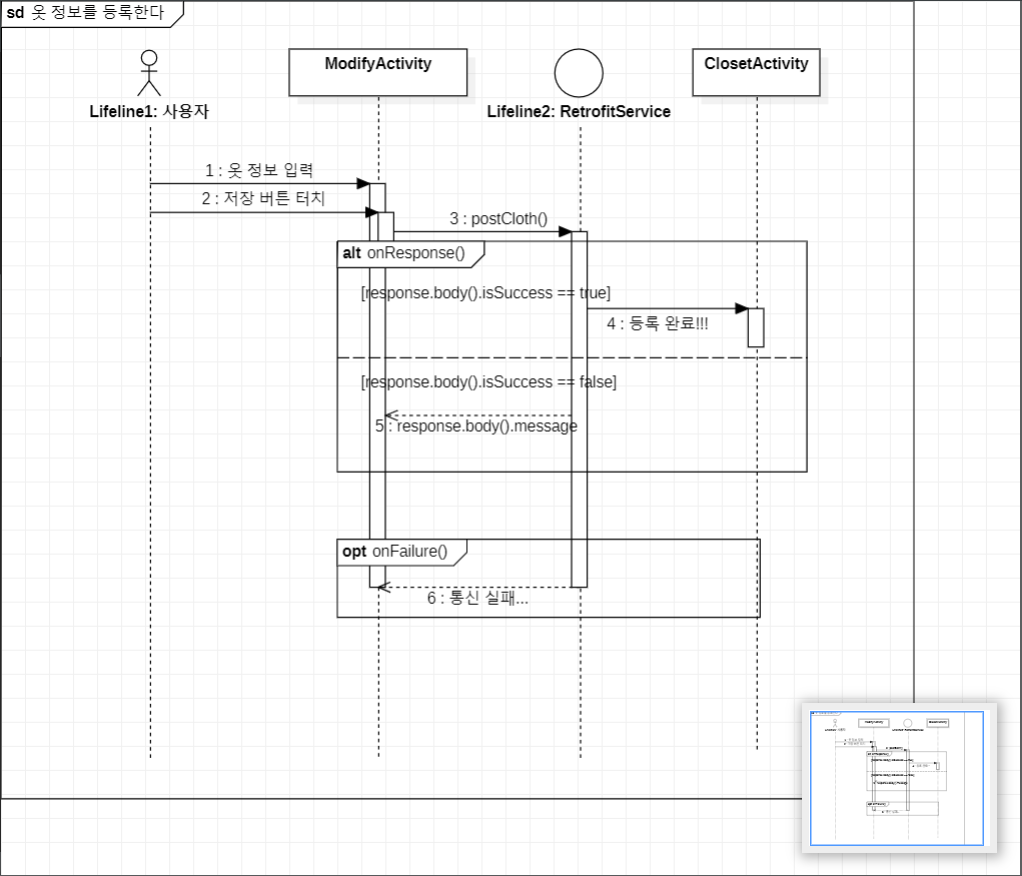 sd 옷 정보를 등록한다
ModifyActivity
ClosetActivity
Lifeline1: 사용자
Lifeline2: RetrofitService
1 : 옷 정보 입력
2 : 저장 버튼 터치
3 : postCloth()
alt onResponse()
[response.body().isSuccess == true]
4 : 등록 완료!!!
[response.body().isSuccess == false]
5 : response.body().message
opt onFailure()
6 : 통신 실패...